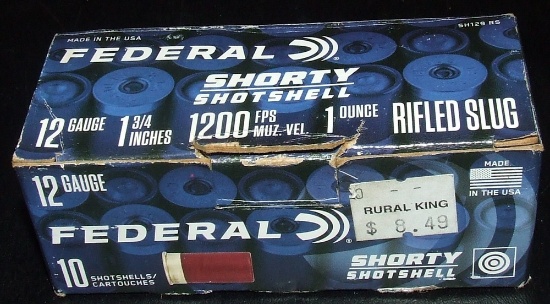 MADE IN THE USA
SH129 RS
FEDERAL
SHORTY
SHOTSHELL
12 GAUGE
1 3/4 INCHES
1200 FPS MUZ. VEL.
1 OUNCE
RIFLED SLUG
12 GAUGE
FEDERAL
10 SHOTSHELLS/
CARTOUCHES
RURAL KING
$ 8.49
MADE
IN THE USA
SHORTY
SHOTSHELL